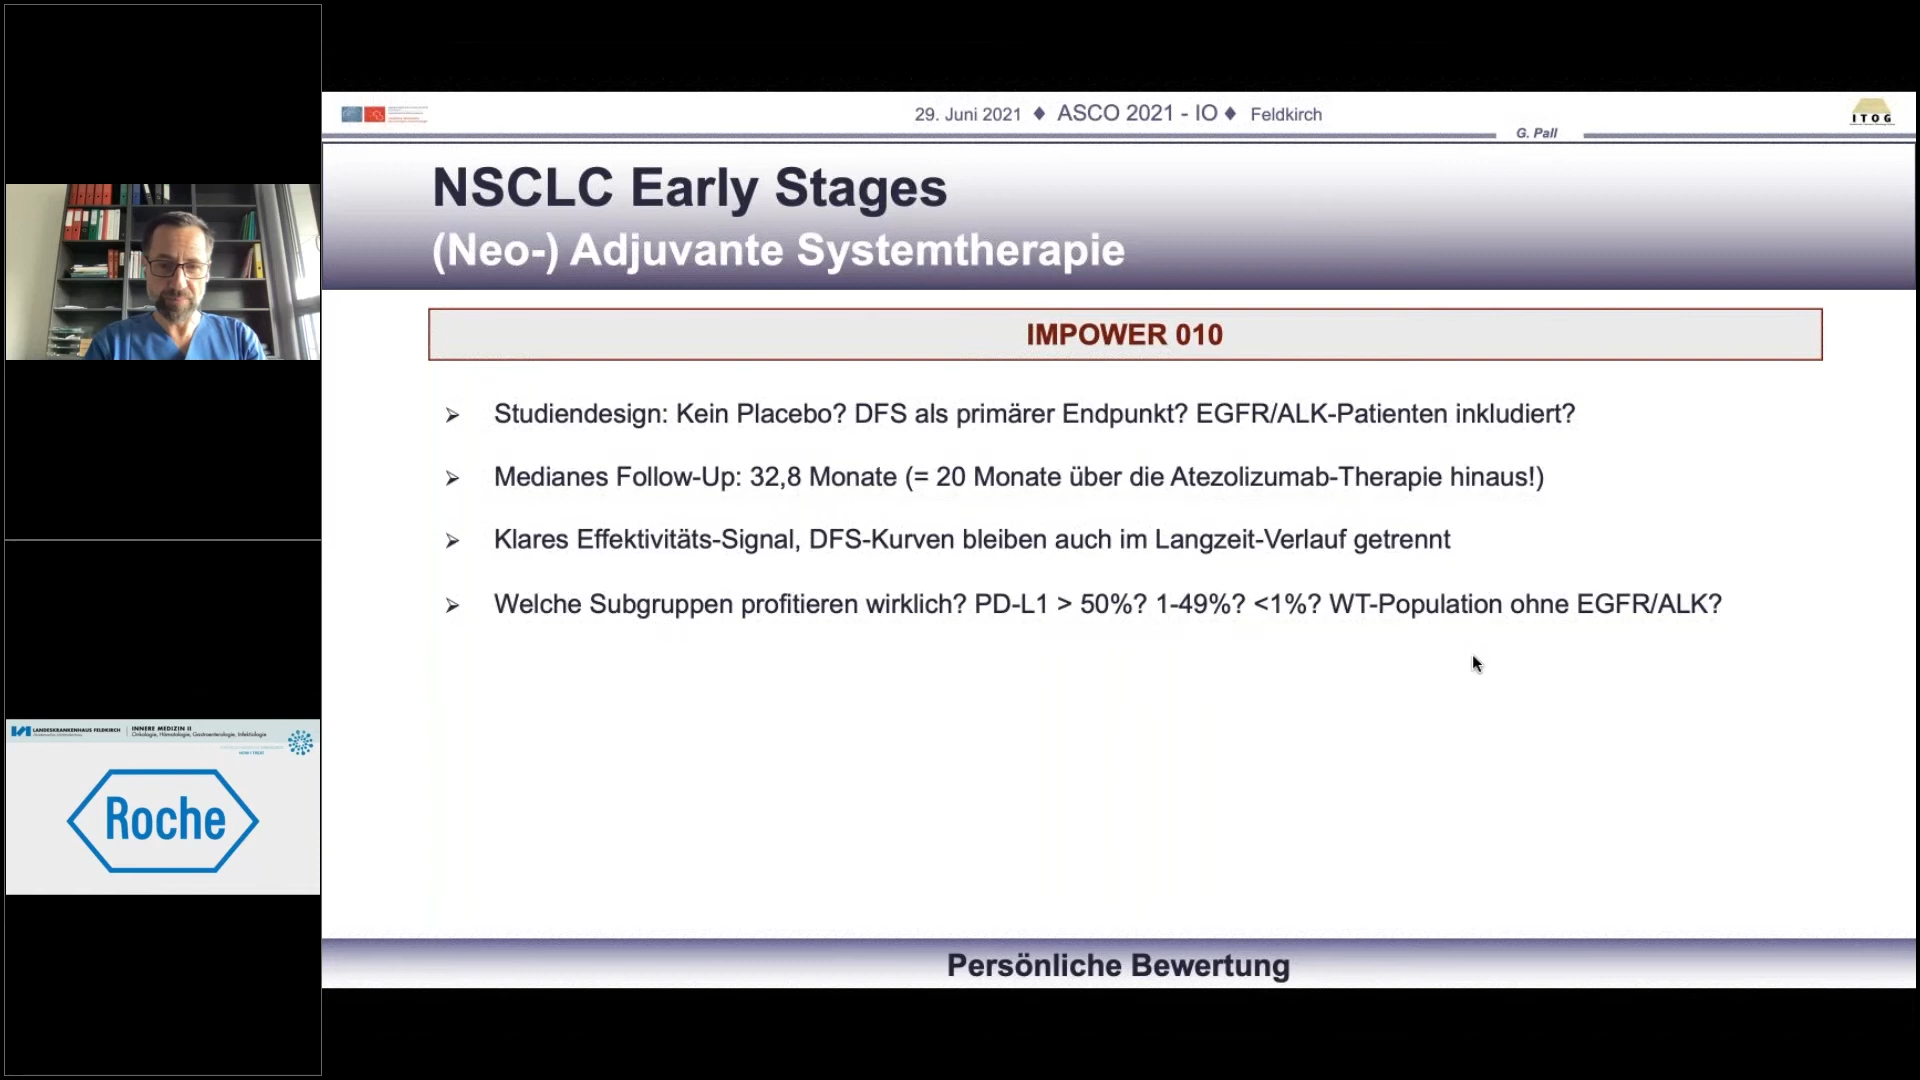 29. Juni 2021 ♦ ASCO 2021 - IO ♦ Feldkirch
G. Pall
ITOG
NSCLC Early Stages
(Neo-) Adjuvante Systemtherapie
IMPOWER 010
➢ Studiendesign: Kein Placebo? DFS als primärer Endpunkt? EGFR/ALK-Patienten inkludiert?
➢ Medianes Follow-Up: 32,8 Monate (= 20 Monate über die Atezolizumab-Therapie hinaus!)
➢ Klares Effektivitäts-Signal, DFS-Kurven bleiben auch im Langzeit-Verlauf getrennt
➢ Welche Subgruppen profitieren wirklich? PD-L1 > 50%? 1-49%? <1%? WT-Population ohne EGFR/ALK?
Persönliche Bewertung
LANDESKRANKENHAUS FELDKIRCH
INNERE MEDIZIN II
Onkologie, Hämatologie, Gastroenterologie, Infektiologie
Roche